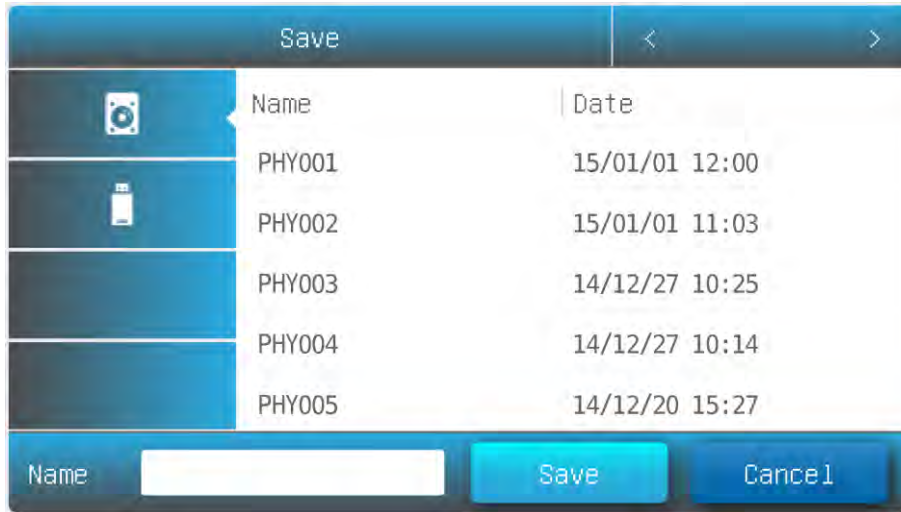 Save < >
Name Date
PHY001 15/01/01 12:00
PHY002 15/01/01 11:03
PHY003 14/12/27 10:25
PHY004 14/12/27 10:14
PHY005 14/12/20 15:27
Name Save Cancel